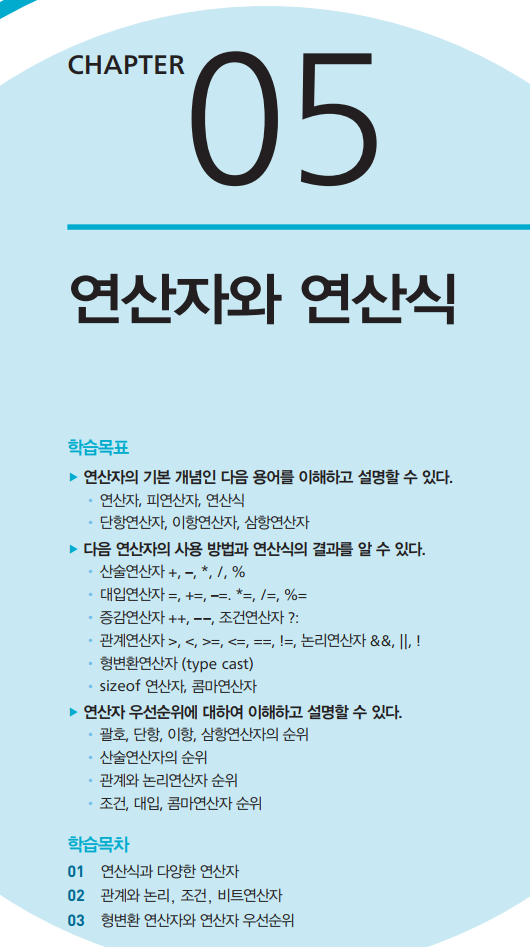 CHAPTER 05
연산자와 연산식
학습목표
▶ 연산자의 기본 개념인 다음 용어를 이해하고 설명할 수 있다.
• 연산자, 피연산자, 연산식
• 단항연산자, 이항연산자, 삼항연산자
▶ 다음 연산자의 사용 방법과 연산식의 결과를 알 수 있다.
• 산술연산자 +, –, *, /, %
• 대입연산자 =, +=, –=. *=, /=, %=
• 증감연산자 ++, ––, 조건연산자 ?:
• 관계연산자 >, <, >=, <=, ==, !=, 논리연산자 &&, ||, !
• 형변환연산자 (type cast)
• sizeof 연산자, 콤마연산자
▶ 연산자 우선순위에 대하여 이해하고 설명할 수 있다.
• 괄호, 단항, 이항, 삼항연산자의 순위
• 산술연산자의 순위
• 관계와 논리연산자 순위
• 조건, 대입, 콤마연산자 순위
학습목차
01 연산식과 다양한 연산자
02 관계와 논리, 조건, 비트연산자
03 형변환 연산자와 연산자 우선순위